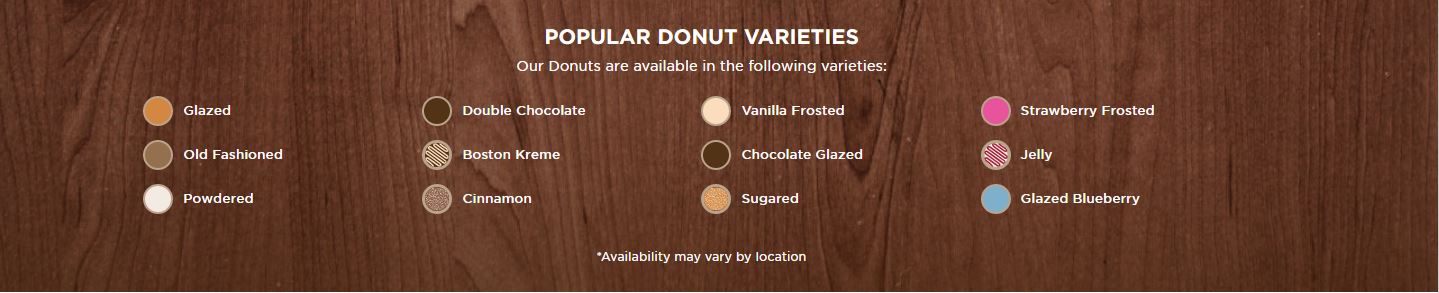 POPULAR DONUT VARIETIES
Our Donuts are available in the following varieties:
Glazed
Double Chocolate
Vanilla Frosted
Strawberry Frosted
Old Fashioned
Boston Kreme
Chocolate Glazed
Jelly
Powdered
Cinnamon
Sugared
Glazed Blueberry
*Availability may vary by location